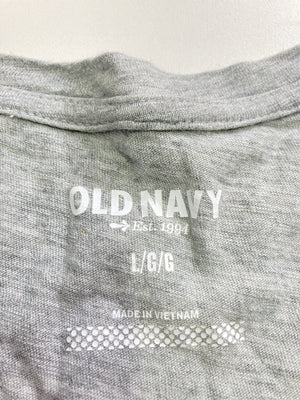 OLD NAVY
Est. 1994
L/G/G
MADE IN VIETNAM